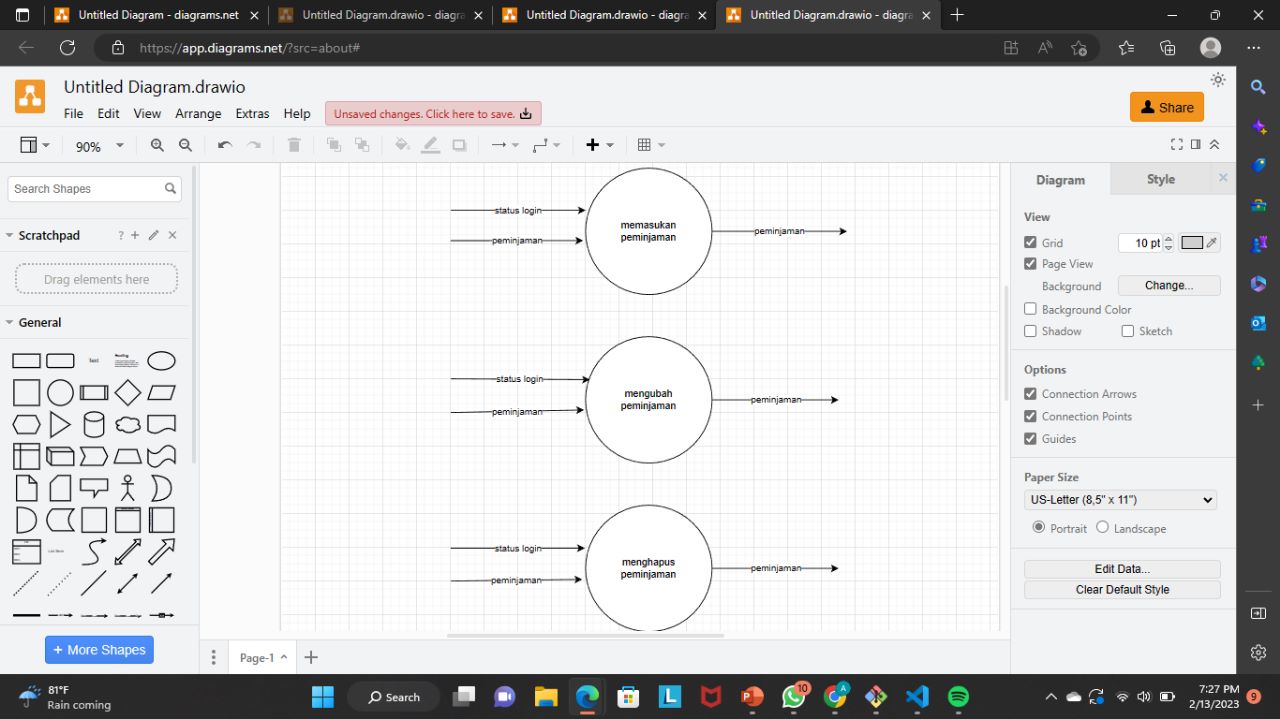 Untitled Diagram - diagrams.net
Untitled Diagram.drawio - diagra
Untitled Diagram.drawio - diagra
Untitled Diagram.drawio - diagra
https://app.diagrams.net/?src=about#
Untitled Diagram.drawio
File Edit View Arrange Extras Help
Unsaved changes. Click here to save.
Share
90%
Search Shapes
Scratchpad
?
Drag elements here
General
Text
Heading
+ More Shapes
status login
peminjaman
memasukan
peminjaman
peminjaman
status login
peminjaman
mengubah
peminjaman
peminjaman
status login
peminjaman
menghapus
peminjaman
peminjaman
Page-1
Diagram
Style
View
Grid
10 pt
Page View
Background
Change...
Background Color
Shadow
Sketch
Options
Connection Arrows
Connection Points
Guides
Paper Size
US-Letter (8,5" x 11")
Portrait
Landscape
Edit Data...
Clear Default Style
81°F
Rain coming
Search
10
A
7:27 PM
2/13/2023
9